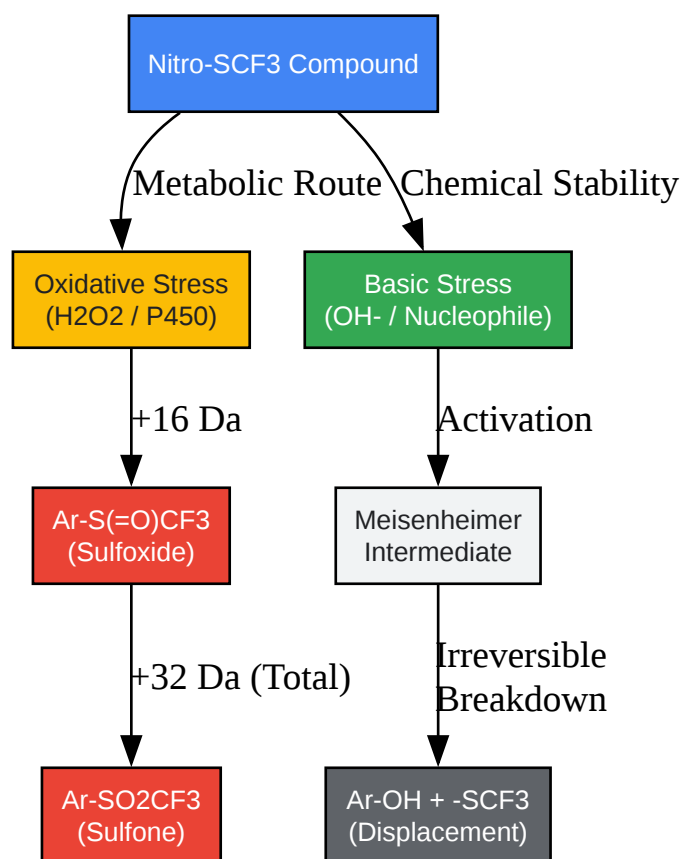 Nitro-SCF3 Compound
Metabolic Route
Chemical Stability
Oxidative Stress
(H2O2 / P450)
Basic Stress
(OH- / Nucleophile)
+16 Da
Activation
Ar-S(=O)CF3
(Sulfoxide)
Meisenheimer
Intermediate
+32 Da (Total)
Irreversible
Breakdown
Ar-SO2CF3
(Sulfone)
Ar-OH + -SCF3
(Displacement)